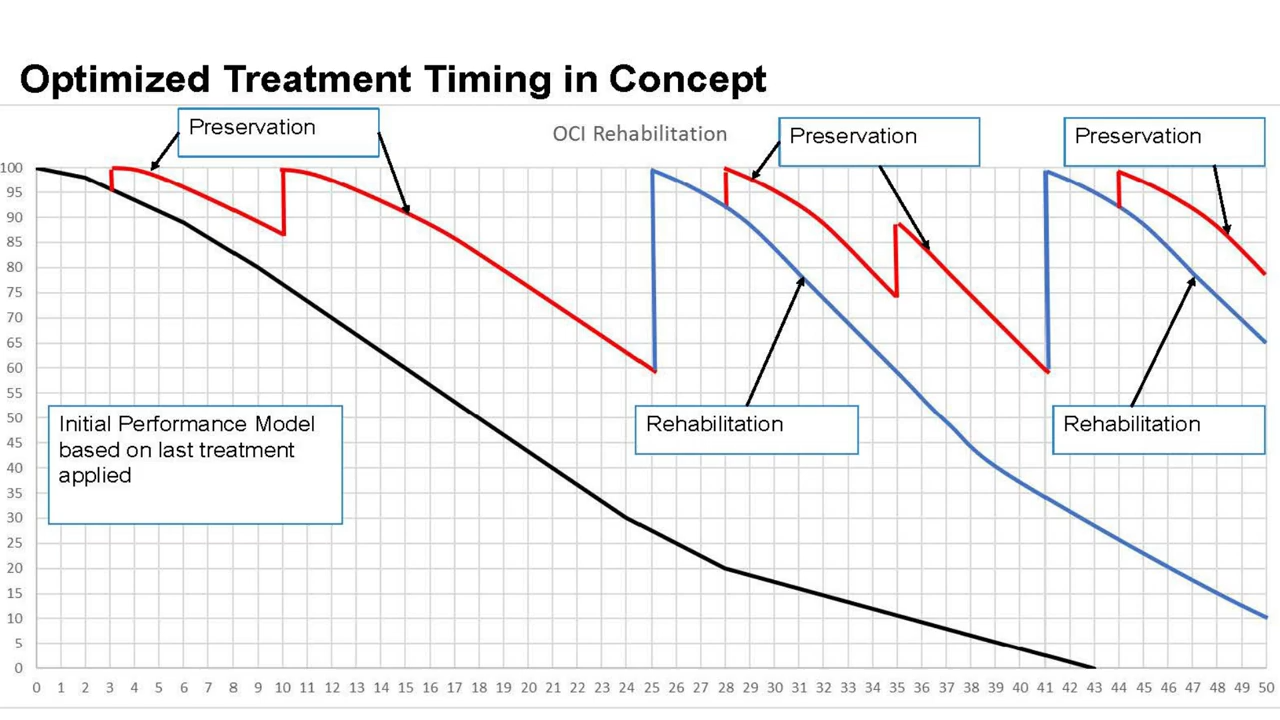 Optimized Treatment Timing in Concept
Preservation
OCI Rehabilitation
Preservation
Preservation
100
95
90
85
80
75
70
65
60
55
50
45
40
35
30
25
20
15
10
5
0
Initial Performance Model
based on last treatment
applied
Rehabilitation
Rehabilitation
0 1 2 3 4 5 6 7 8 9 10 11 12 13 14 15 16 17 18 19 20 21 22 23 24 25 26 27 28 29 30 31 32 33 34 35 36 37 38 39 40 41 42 43 44 45 46 47 48 49 50